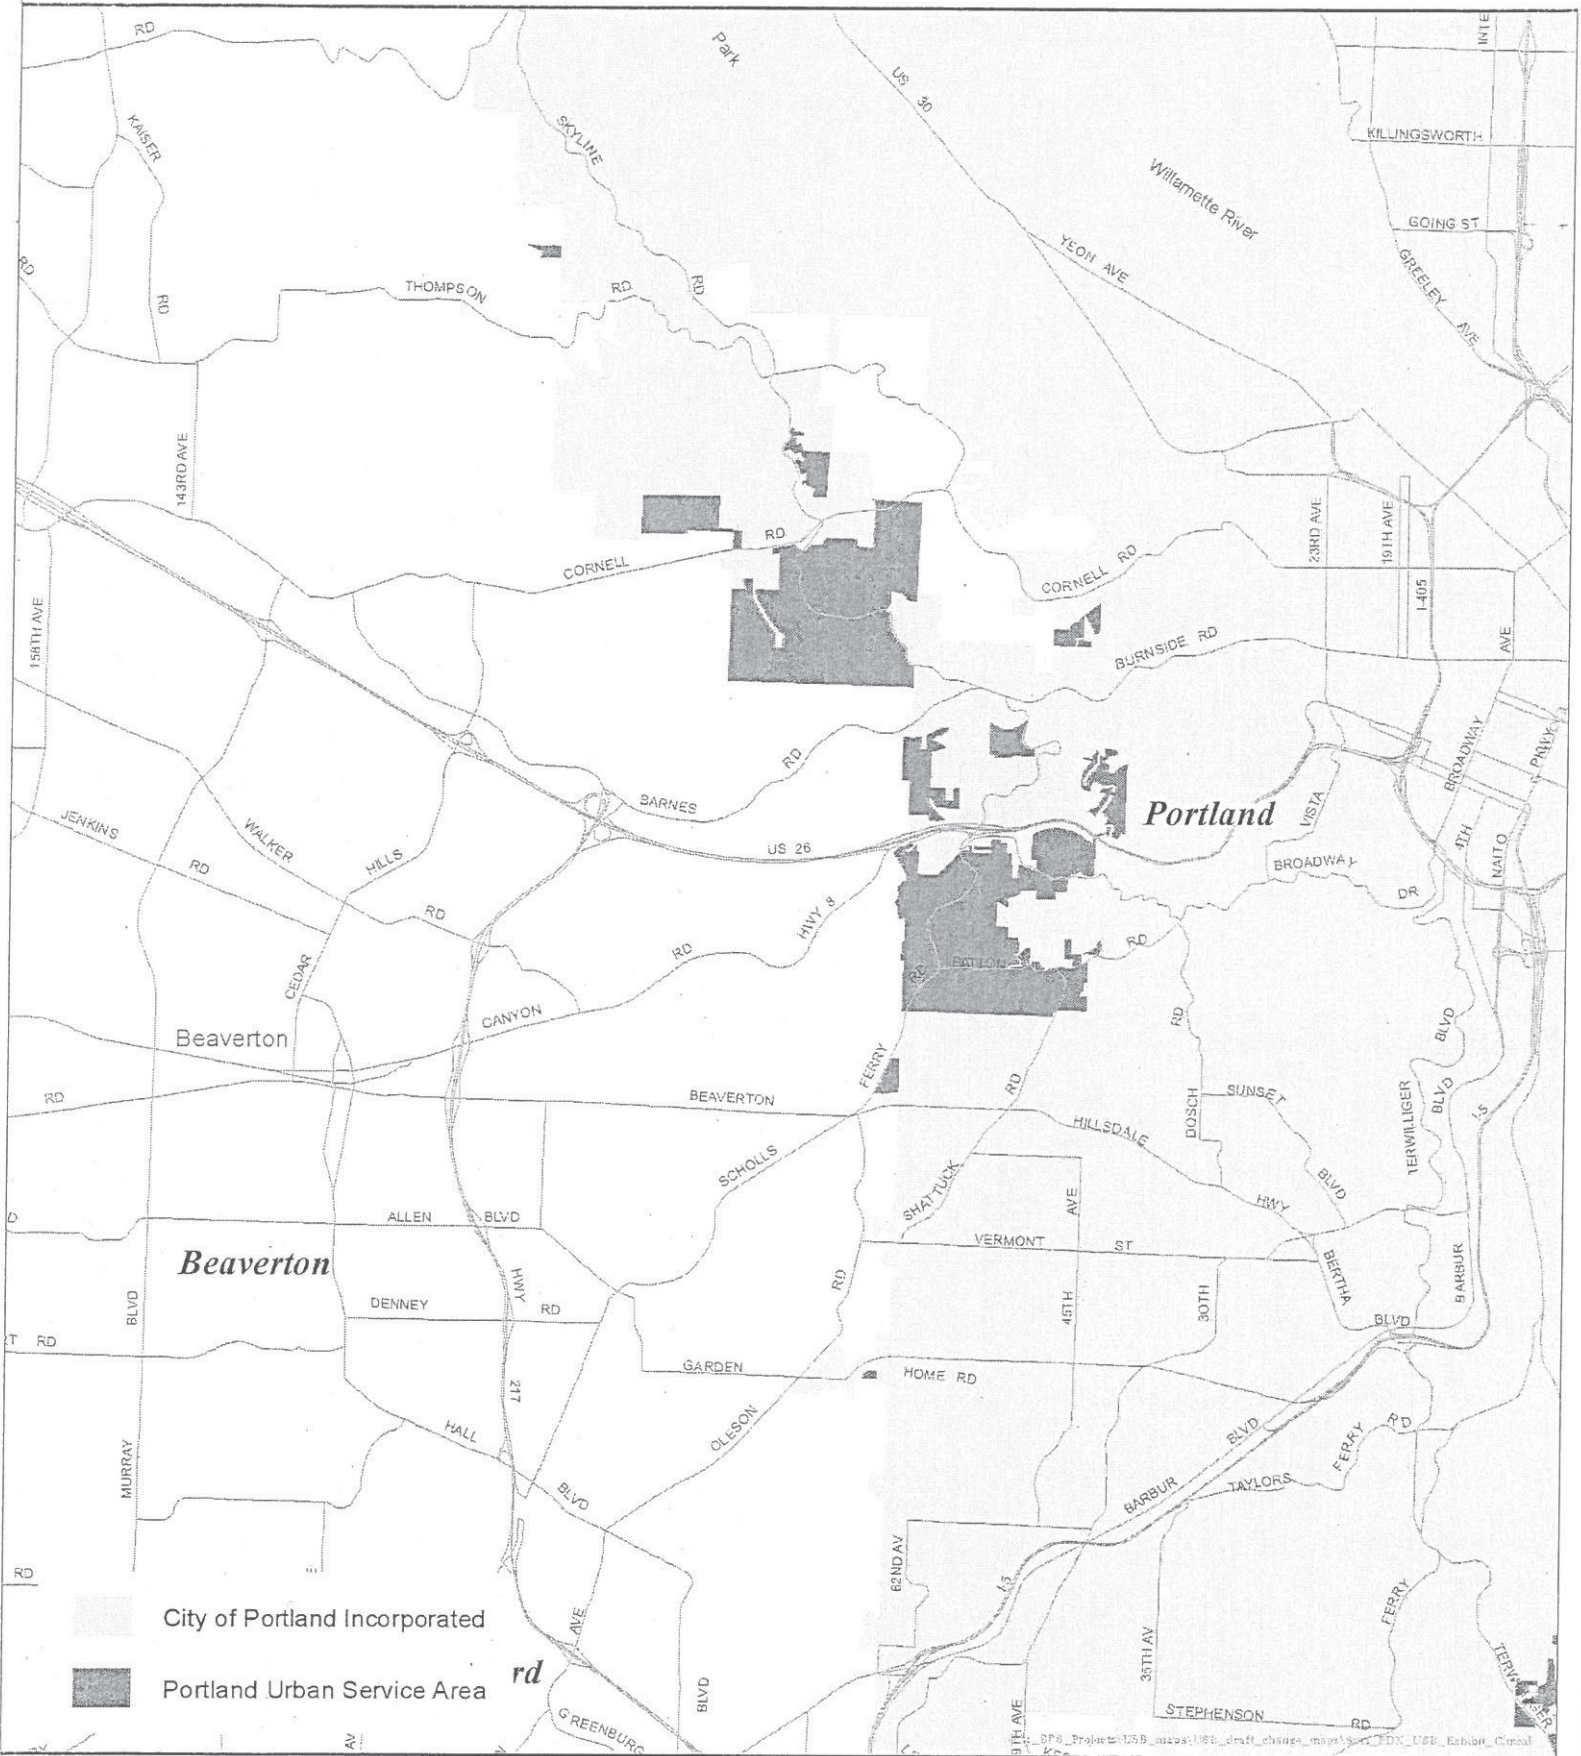 RD
Park
US 30
INTE
KAISER
SKYLINE
KILLINGSWORTH
Willamette River
GOING ST
YEON AVE
GREELEY
AVE
RD
RD
THOMPSON
RD
RD
143RD AVE
158TH AVE
CORNELL
RD
CORNELL RD
23RD AVE
19TH AVE
I-405
AVE
BURNSIDE RD
BROADWAY
PKWY
RD
BARNES
Portland
VISTA
4TH
NAITO
JENKINS
RD
WALKER
HILLS
US 26
BROADWAY
DR
RD
HWY 8
RD
RD
CEDAR
PATTON
RD
CANYON
RD
BLVD
Beaverton
FERRY
RD
RD
BEAVERTON
DOSCH
SUNSET
TERWILLIGER
BLVD
I-5
HILLSDALE
SCHOLLS
SHATTUCK
AVE
BLVD
HWY
D
ALLEN
BLVD
VERMONT
ST
Beaverton
HWY
RD
BERTHA
BARBUR
BLVD
DENNEY
RD
45TH
30TH
BLVD
T RD
GARDEN
HOME RD
217
HALL
OLESON
BLVD
FERRY
RD
MURRAY
BLVD
BARBUR
TAYLORS
62ND AV
RD
I-5
FERRY
City of Portland Incorporated
AVE
35TH AV
TERWILLIGER
Portland Urban Service Area
rd
BLVD
GREENBURG
STEPHENSON
RD
AV
9TH AVE